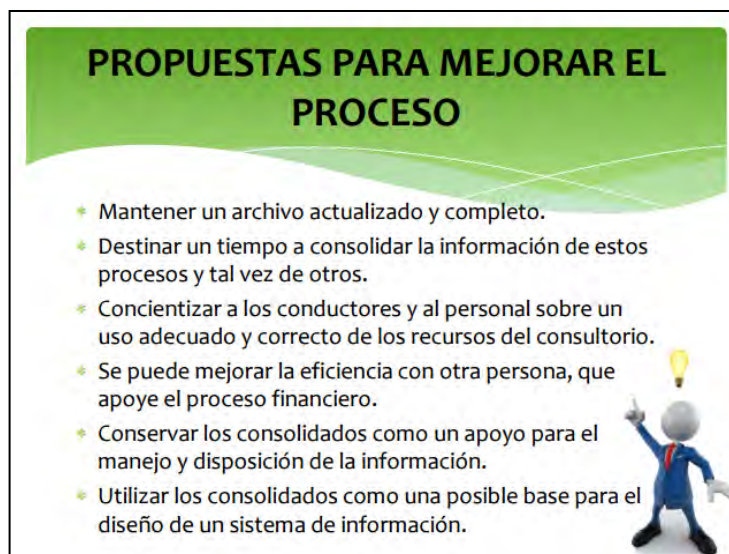 PROPUESTAS PARA MEJORAR EL
PROCESO
Mantener un archivo actualizado y completo.
Destinar un tiempo a consolidar la información de estos
procesos y tal vez de otros.
Concientizar a los conductores y al personal sobre un
uso adecuado y correcto de los recursos del consultorio.
Se puede mejorar la eficiencia con otra persona, que
apoye el proceso financiero.
Conservar los consolidados como un apoyo para el
manejo y disposición de la información.
Utilizar los consolidados como una posible base para el
diseño de un sistema de información.